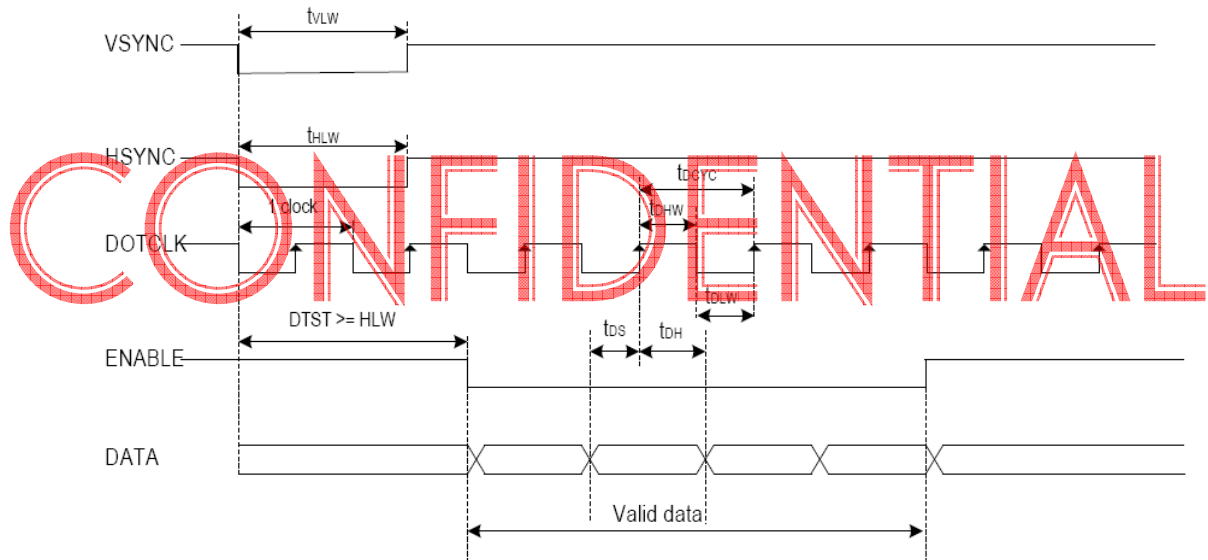 tVLW
VSYNC
tHLW
HSYNC
CONFIDENTIAL
tDCYC
1 clock
tDHW
DOTCLK
tDLW
DTST >= HLW
tDS
tDH
ENABLE
DATA
Valid data